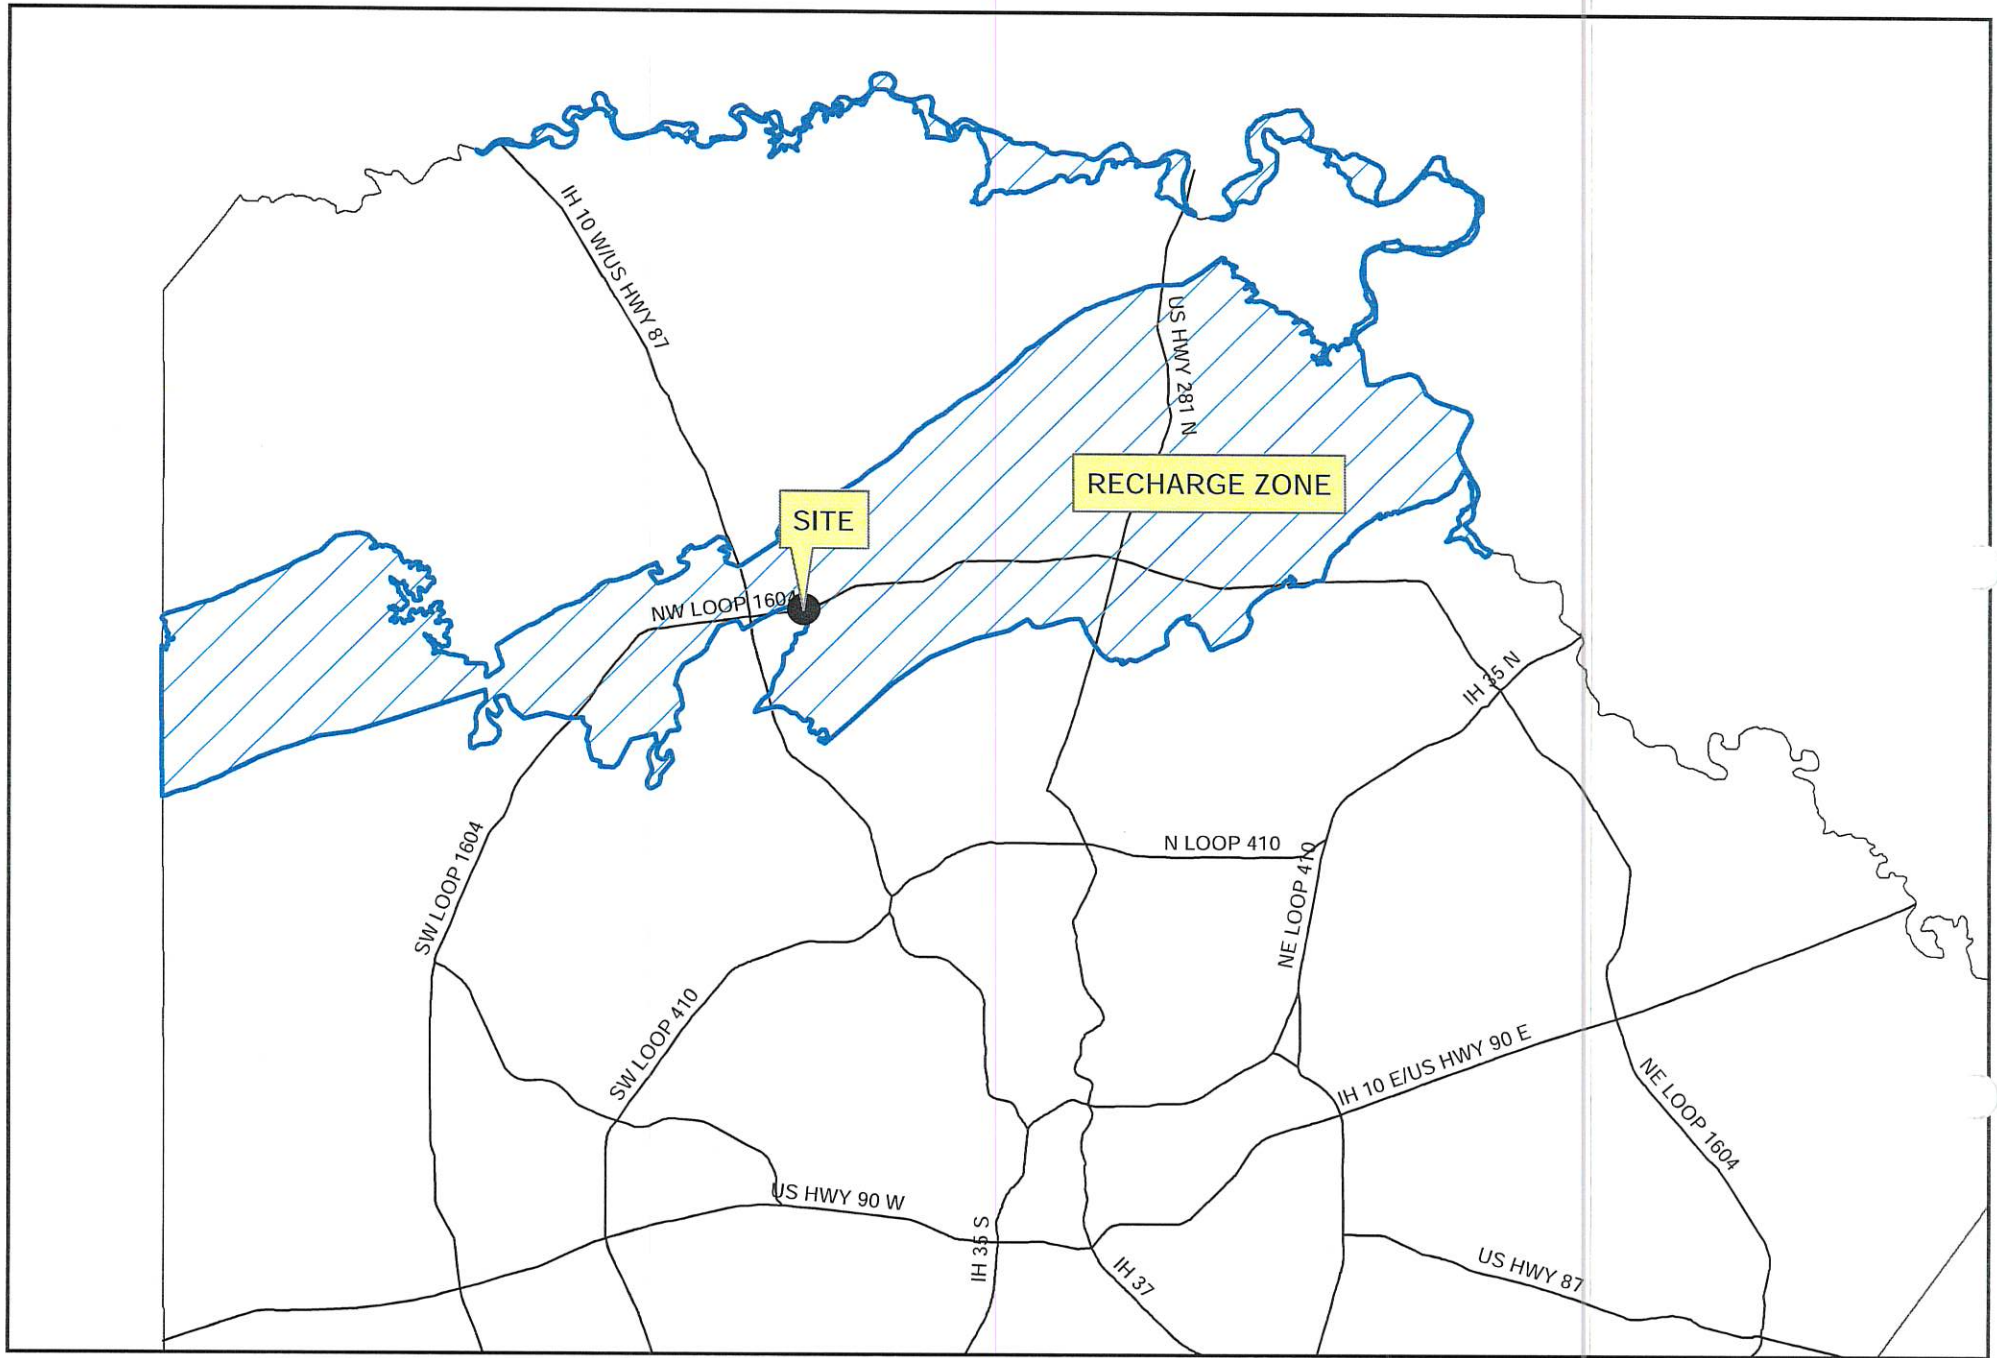 IH 10 W/US HWY 87
US HWY 281 N
RECHARGE ZONE
SITE
NW LOOP 1604
IH 35 N
N LOOP 410
NE LOOP 410
SW LOOP 1604
SW LOOP 410
IH 10 E/US HWY 90 E
NE LOOP 1604
US HWY 90 W
IH 35 S
IH 37
US HWY 87